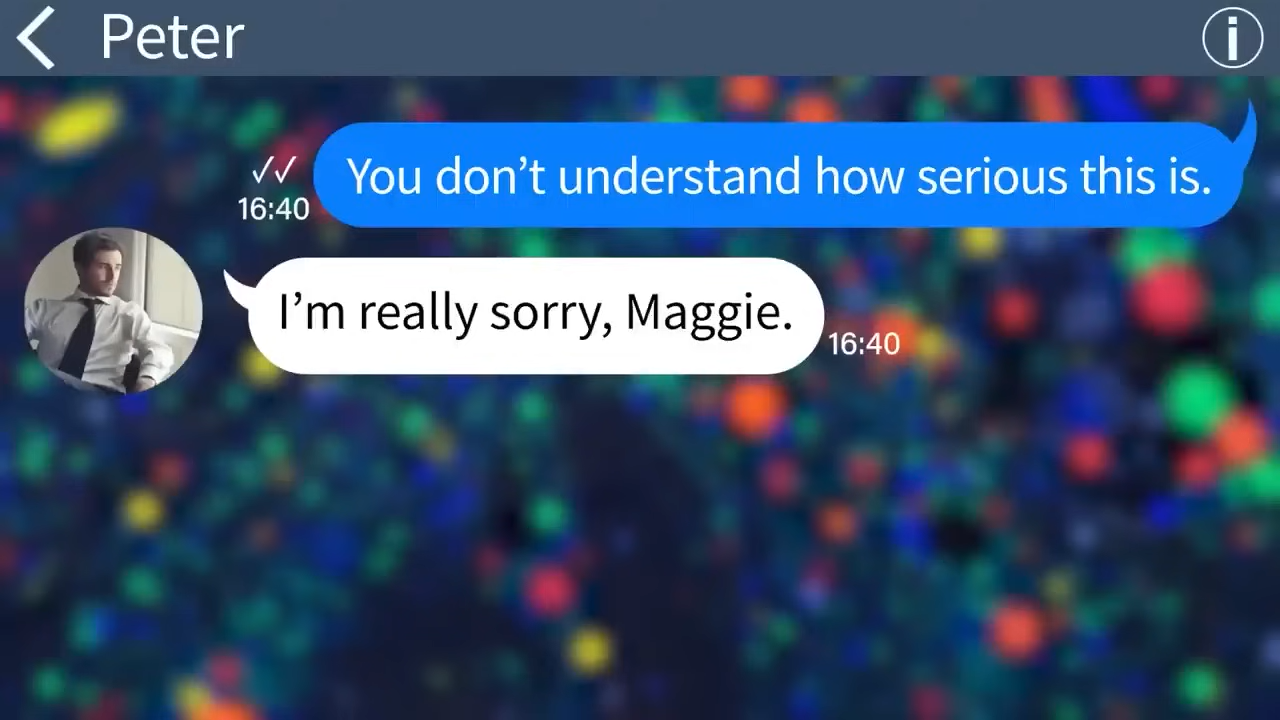 Peter
You don’t understand how serious this is.
16:40
I’m really sorry, Maggie.
16:40